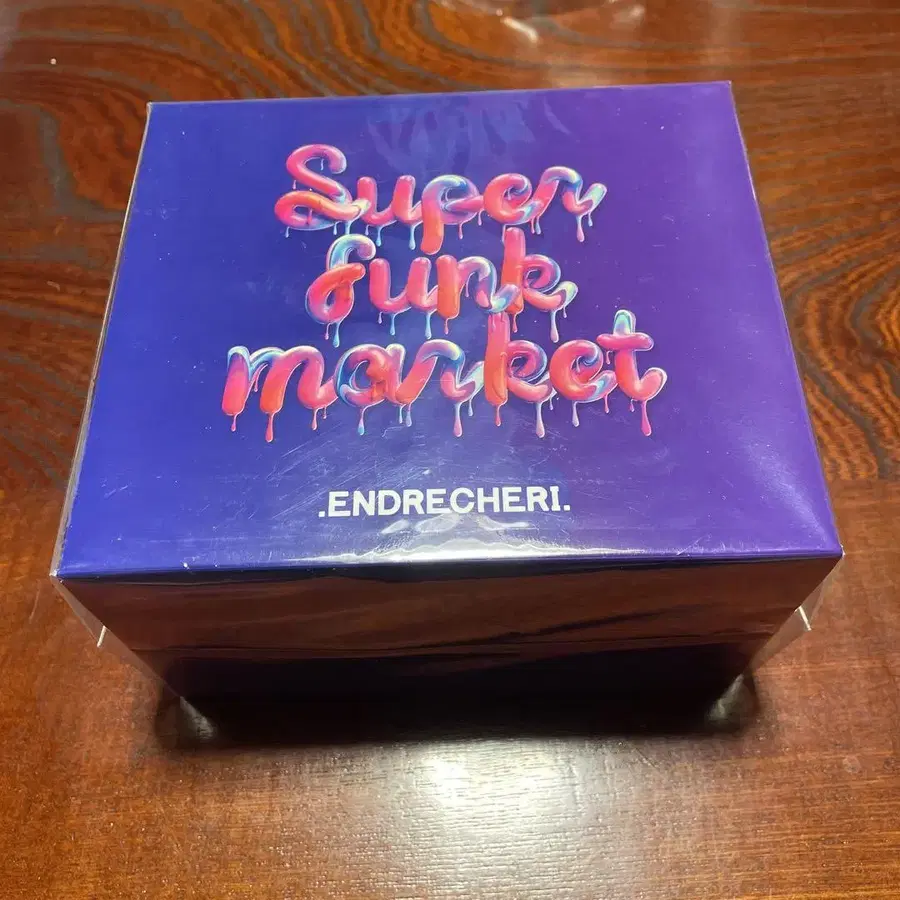 Super
funk
market
.ENDRECHERI.